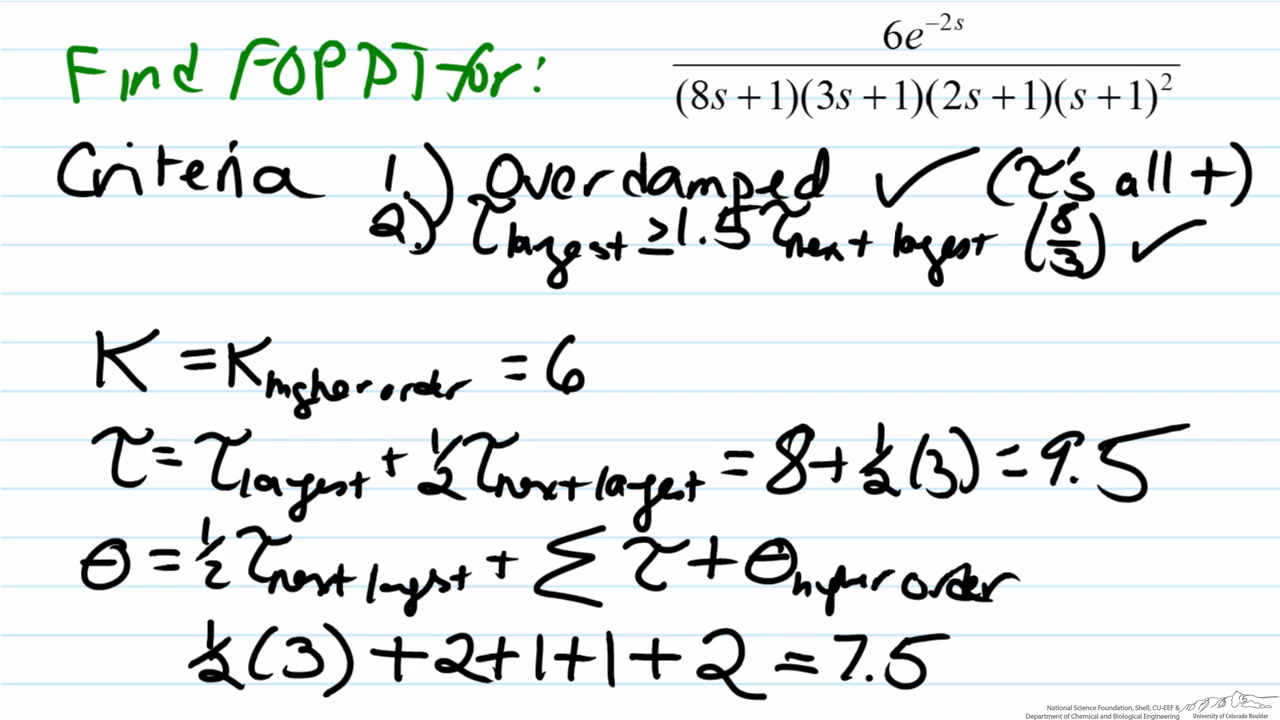 Find FOPDT for:
6e^{-2s}
(8s+1)(3s+1)(2s+1)(s+1)^2
Criteria 1.) Overdamped ✓ (τ's all +)
2.) τ_largest ≥ 1.5 τ_next largest (8/3) ✓
K = K_higher order = 6
τ = τ_largest + ½ τ_next largest = 8 + ½ (3) = 9.5
θ = ½ τ_next largest + Σ τ + θ_higher order
½ (3) + 2 + 1 + 1 + 2 = 7.5
National Science Foundation, Shell, CU-EEF &
Department of Chemical and Biological Engineering
University of Colorado Boulder